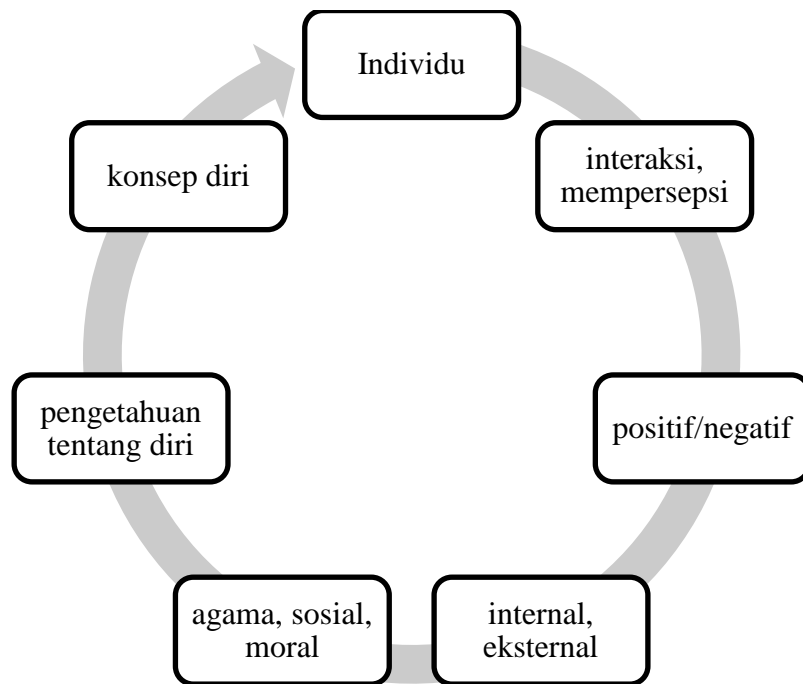 Individu
interaksi,
mempersepsi
positif/negatif
internal,
eksternal
agama, sosial,
moral
pengetahuan
tentang diri
konsep diri